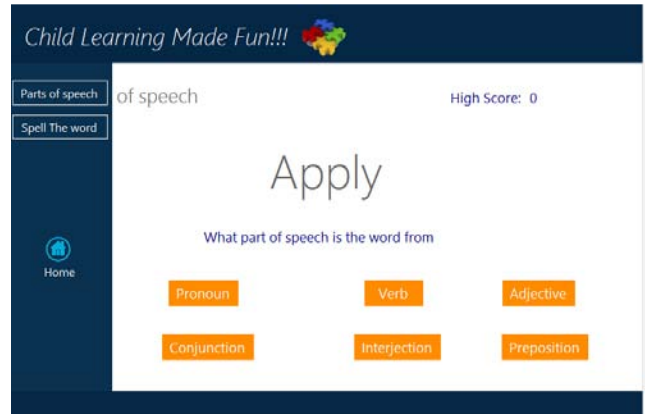 Child Learning Made Fun!!!
Parts of speech
of speech
High Score: 0
Spell The word
Apply
What part of speech is the word from
Home
Pronoun
Verb
Adjective
Conjunction
Interjection
Preposition